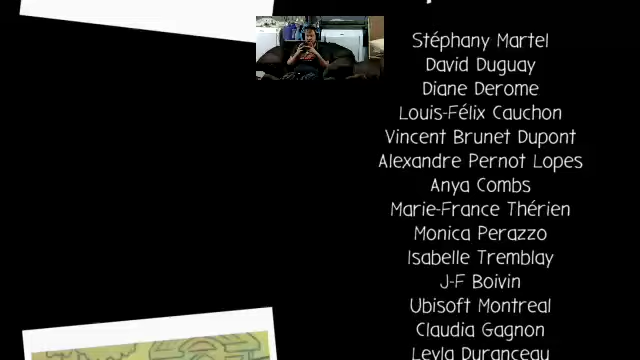 Stéphany Martel
David Duguay
Diane Derome
Louis-Félix Cauchon
Vincent Brunet Dupont
Alexandre Pernot Lopes
Anya Combs
Marie-France Thérien
Monica Perazzo
Isabelle Tremblay
J-F Boivin
Ubisoft Montreal
Claudia Gagnon
Leyla Duranceau